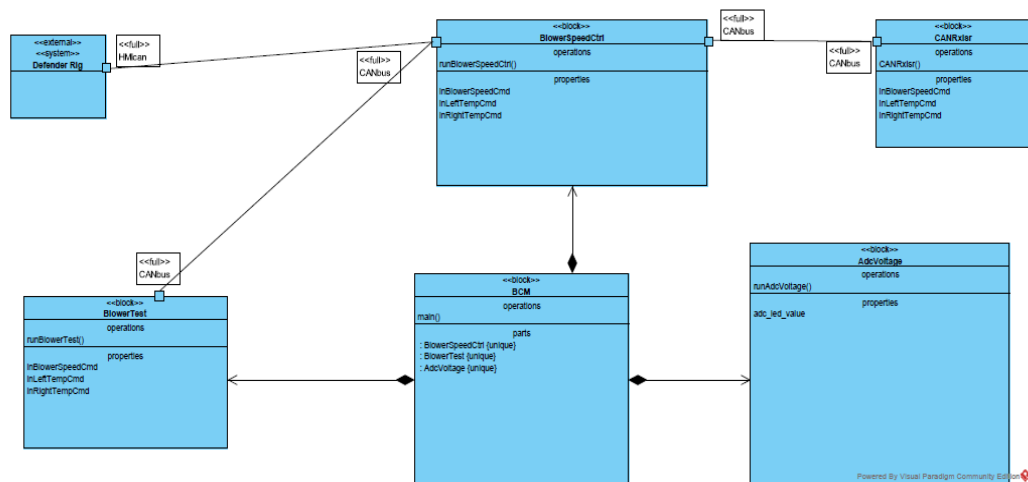 <<external>>
<<system>>
Defender Rig
<<full>>
HMIcan
<<full>>
CANbus
<<block>>
BlowerSpeedCtrl
operations
runBlowerSpeedCtrl()
properties
InBlowerSpeedCmd
InLeftTempCmd
InRightTempCmd
<<full>>
CANbus
<<full>>
CANbus
<<block>>
CANRxIsr
operations
CANRxIsr()
properties
InBlowerSpeedCmd
InLeftTempCmd
InRightTempCmd
<<full>>
CANbus
<<block>>
BlowerTest
operations
runBlowerTest()
properties
InBlowerSpeedCmd
InLeftTempCmd
InRightTempCmd
<<block>>
BCM
operations
main()
parts
: BlowerSpeedCtrl {unique}
: BlowerTest {unique}
: AdcVoltage {unique}
<<block>>
AdcVoltage
operations
runAdcVoltage()
properties
adc_led_value
Powered By Visual Paradigm Community Edition